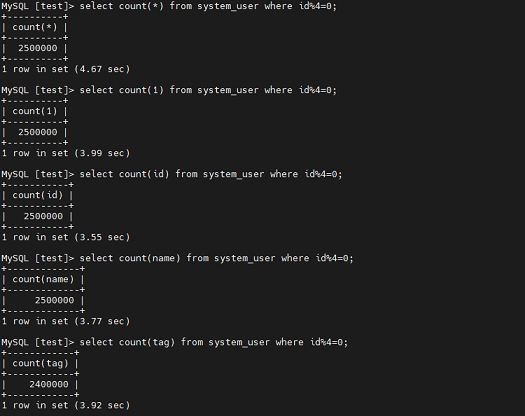 MySQL [test]> select count(*) from system_user where id%4=0;
+----------+
| count(*) |
+----------+
|  2500000 |
+----------+
1 row in set (4.67 sec)

MySQL [test]> select count(1) from system_user where id%4=0;
+----------+
| count(1) |
+----------+
|  2500000 |
+----------+
1 row in set (3.99 sec)

MySQL [test]> select count(id) from system_user where id%4=0;
+-----------+
| count(id) |
+-----------+
|   2500000 |
+-----------+
1 row in set (3.55 sec)

MySQL [test]> select count(name) from system_user where id%4=0;
+-------------+
| count(name) |
+-------------+
|     2500000 |
+-------------+
1 row in set (3.77 sec)

MySQL [test]> select count(tag) from system_user where id%4=0;
+------------+
| count(tag) |
+------------+
|    2400000 |
+------------+
1 row in set (3.92 sec)